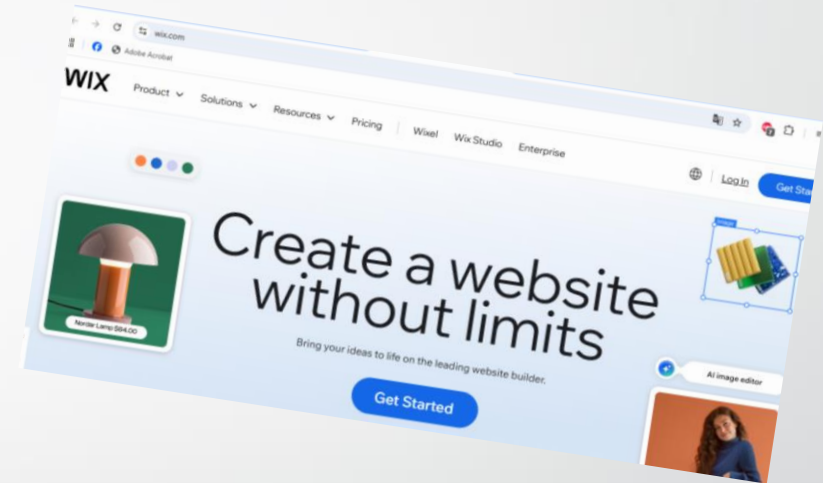 wix.com
Adobe Acrobat
WIX
Product Solutions Resources Pricing Wixel Wix Studio Enterprise
Log In
Get Sta
Create a website
without limits
Bring your ideas to life on the leading website builder.
Get Started
Nordic Lamp $84.00
Image
AI image editor